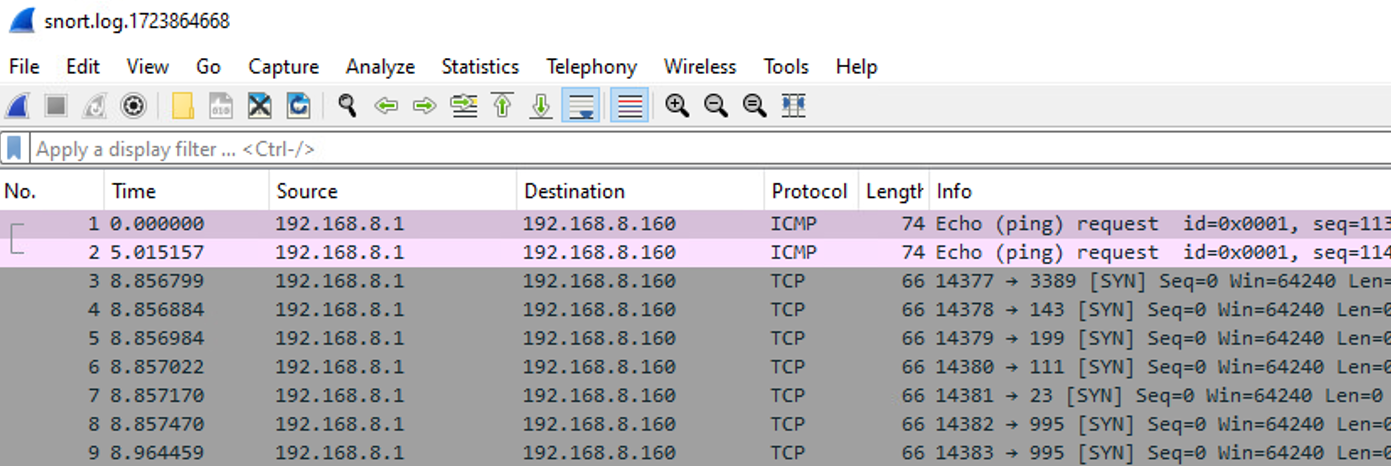 snort.log.1723864668
File Edit View Go Capture Analyze Statistics Telephony Wireless Tools Help
Apply a display filter ... <Ctrl-/>
No. Time Source Destination Protocol Length Info
1 0.000000 192.168.8.1 192.168.8.160 ICMP 74 Echo (ping) request id=0x0001, seq=113
2 5.015157 192.168.8.1 192.168.8.160 ICMP 74 Echo (ping) request id=0x0001, seq=114
3 8.856799 192.168.8.1 192.168.8.160 TCP 66 14377 → 3389 [SYN] Seq=0 Win=64240 Len=
4 8.856884 192.168.8.1 192.168.8.160 TCP 66 14378 → 143 [SYN] Seq=0 Win=64240 Len=0
5 8.856984 192.168.8.1 192.168.8.160 TCP 66 14379 → 199 [SYN] Seq=0 Win=64240 Len=0
6 8.857022 192.168.8.1 192.168.8.160 TCP 66 14380 → 111 [SYN] Seq=0 Win=64240 Len=0
7 8.857170 192.168.8.1 192.168.8.160 TCP 66 14381 → 23 [SYN] Seq=0 Win=64240 Len=0
8 8.857470 192.168.8.1 192.168.8.160 TCP 66 14382 → 995 [SYN] Seq=0 Win=64240 Len=0
9 8.964459 192.168.8.1 192.168.8.160 TCP 66 14383 → 995 [SYN] Seq=0 Win=64240 Len=0